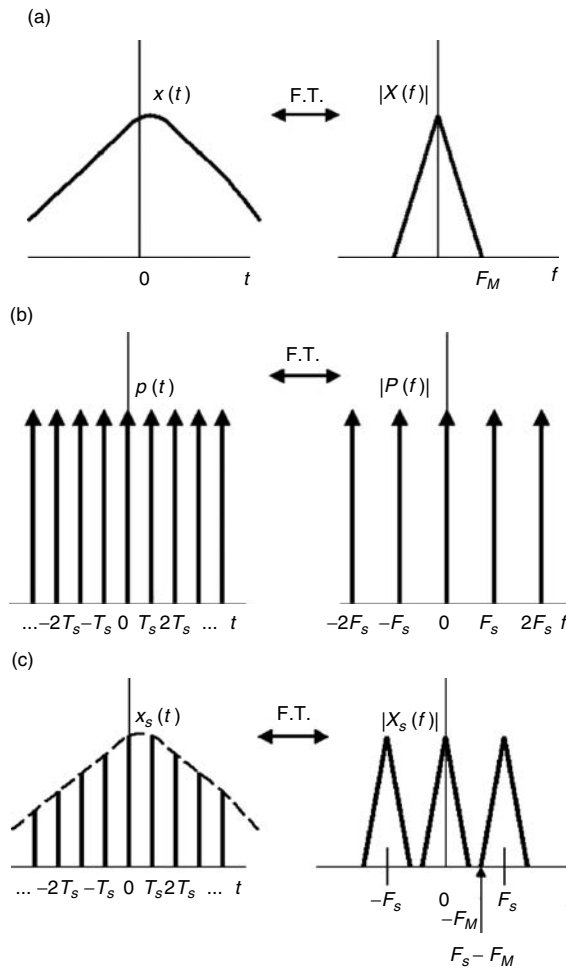 (a)
x(t) F.T. |X(f)|
0 t F_M f
(b)
F.T.
p(t) |P(f)|
... −2T_s −T_s 0 T_s 2T_s ... t −2F_s −F_s 0 F_s 2F_s f
(c)
x_s(t) F.T. |X_s(f)|
... −2T_s −T_s 0 T_s 2T_s ... t −F_s 0 F_s
−F_M
F_s − F_M